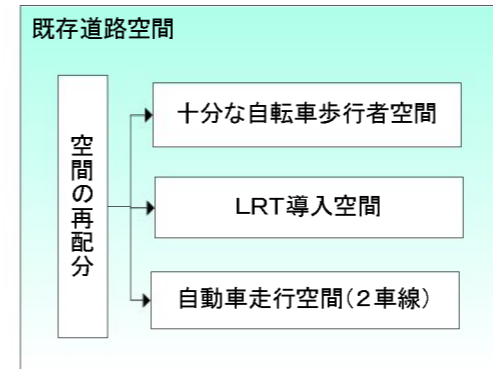 既存道路空間
空間の再配分
十分な自転車歩行者空間
LRT導入空間
自動車走行空間(2車線)